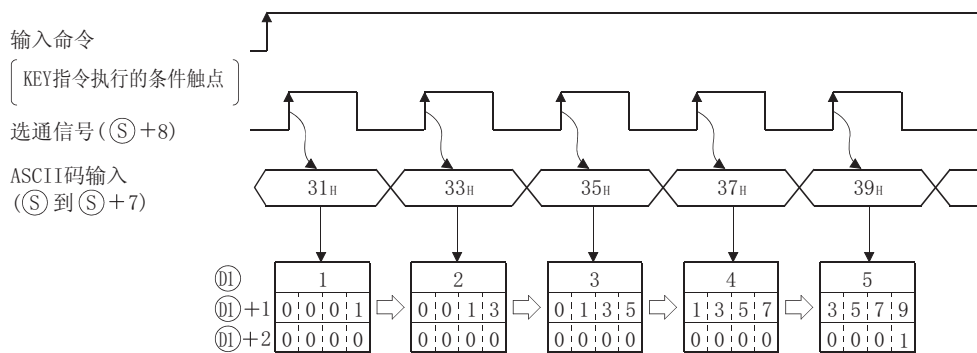 输入命令
KEY指令执行的条件触点
选通信号(Ⓢ+8)
ASCII码输入
(Ⓢ到Ⓢ+7)
31H 33H 35H 37H 39H
D1 1 2 3 4 5
D1+1 0 0 0 1 0 0 1 3 0 1 3 5 1 3 5 7 3 5 7 9
D1+2 0 0 0 0 0 0 0 0 0 0 0 0 0 0 0 0 0 0 0 1